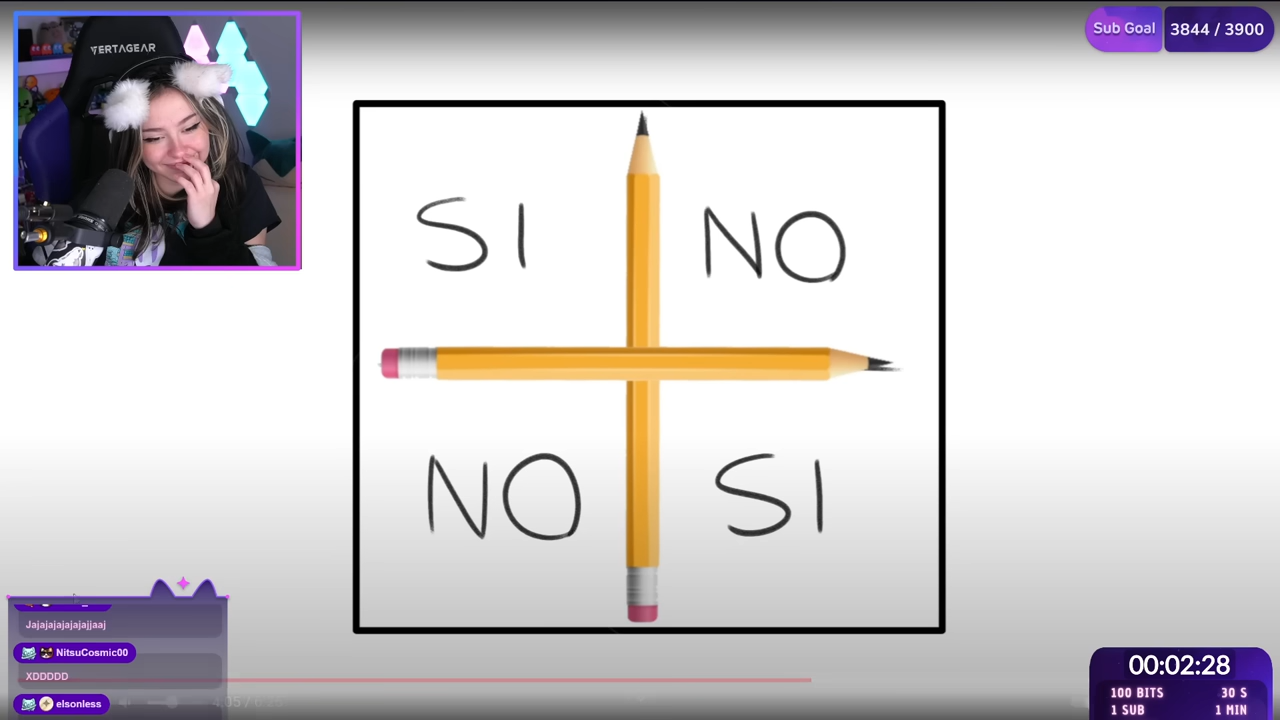 VERTAGEAR
Sub Goal
3844 / 3900
SI NO
NO SI
Jajajajajajajjaaj
NitsuCosmic00
XDDDDD
elsonless
00:02:28
100 BITS 30 S
1 SUB 1 MIN